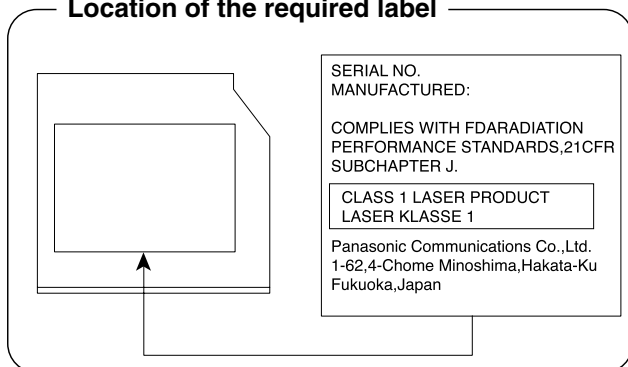 Location of the required label
SERIAL NO.
MANUFACTURED:
COMPLIES WITH FDARADIATION
PERFORMANCE STANDARDS,21CFR
SUBCHAPTER J.
CLASS 1 LASER PRODUCT
LASER KLASSE 1
Panasonic Communications Co.,Ltd.
1-62,4-Chome Minoshima,Hakata-Ku
Fukuoka,Japan